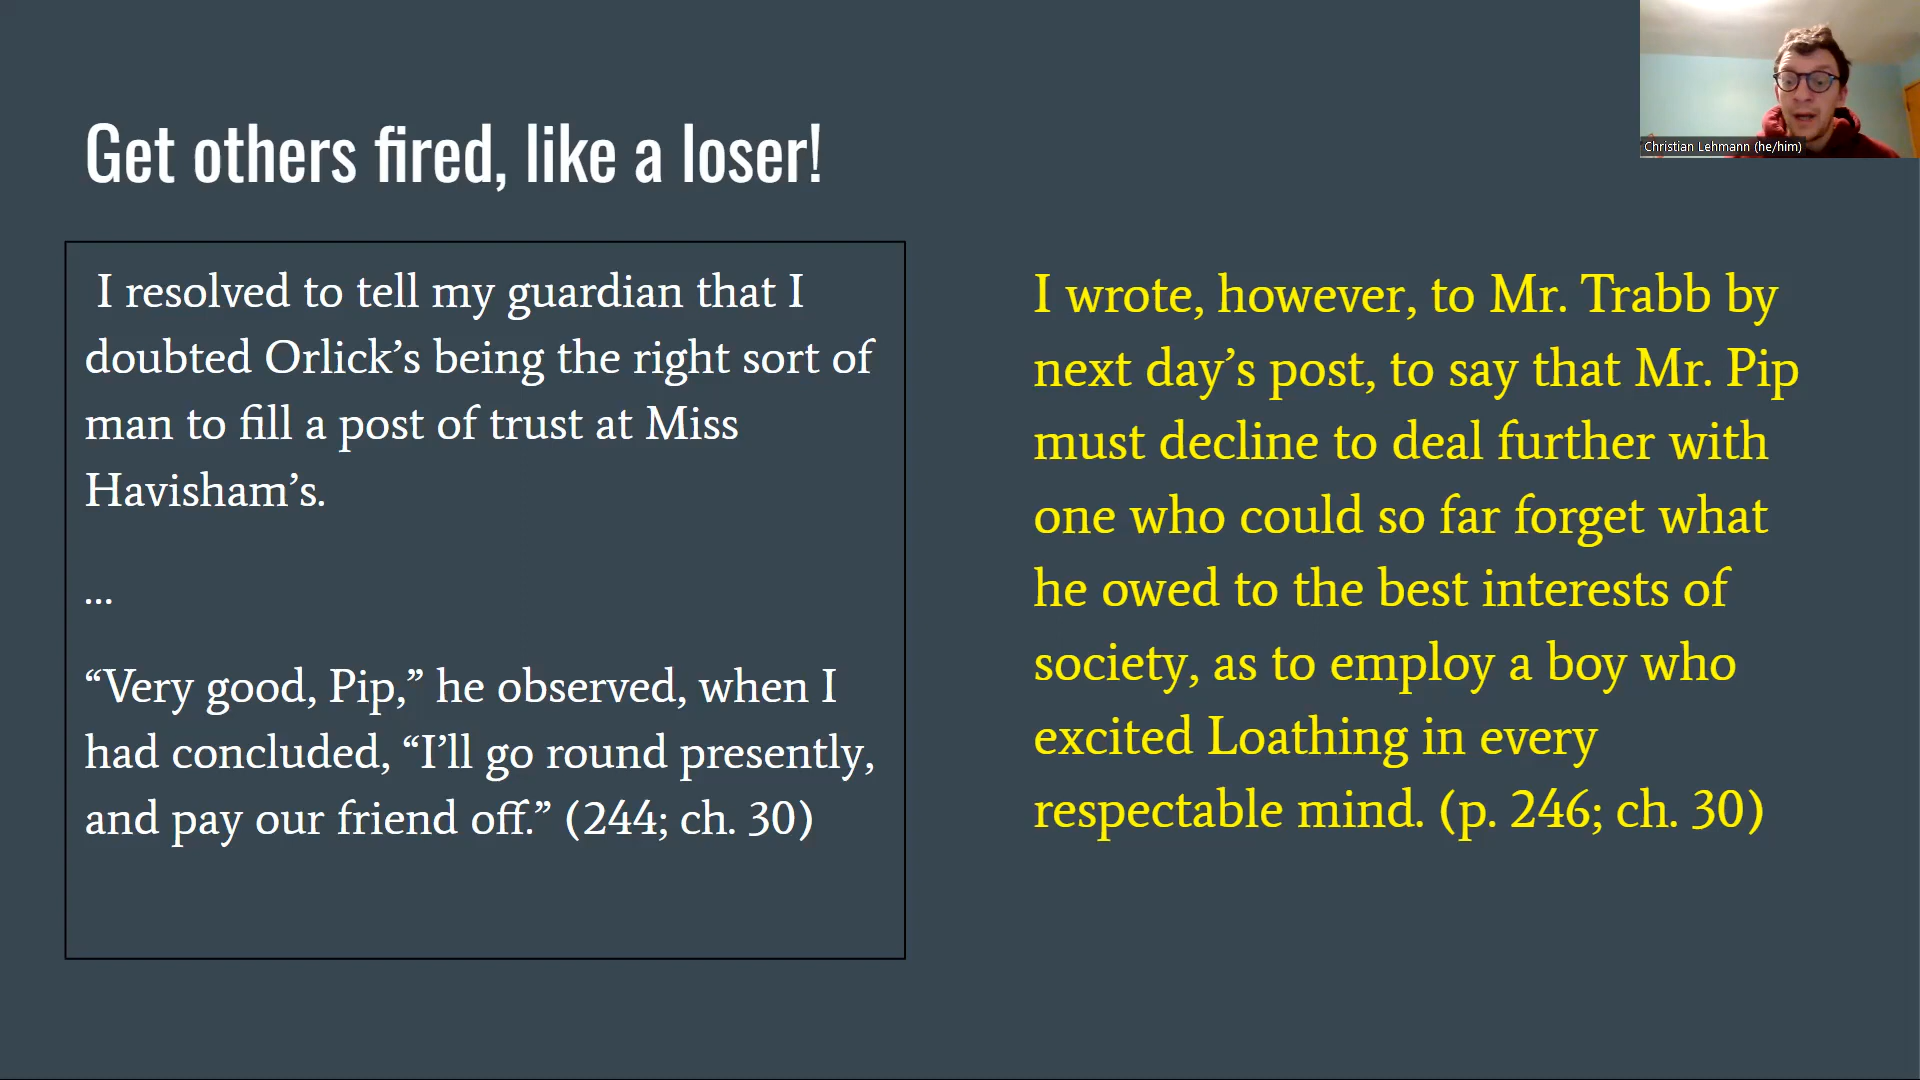 Get others fired, like a loser!
I resolved to tell my guardian that I
doubted Orlick’s being the right sort of
man to fill a post of trust at Miss
Havisham’s.
...
“Very good, Pip,” he observed, when I
had concluded, “I’ll go round presently,
and pay our friend off.” (244; ch. 30)
I wrote, however, to Mr. Trabb by
next day’s post, to say that Mr. Pip
must decline to deal further with
one who could so far forget what
he owed to the best interests of
society, as to employ a boy who
excited Loathing in every
respectable mind. (p. 246; ch. 30)
Christian Lehmann (he/him)